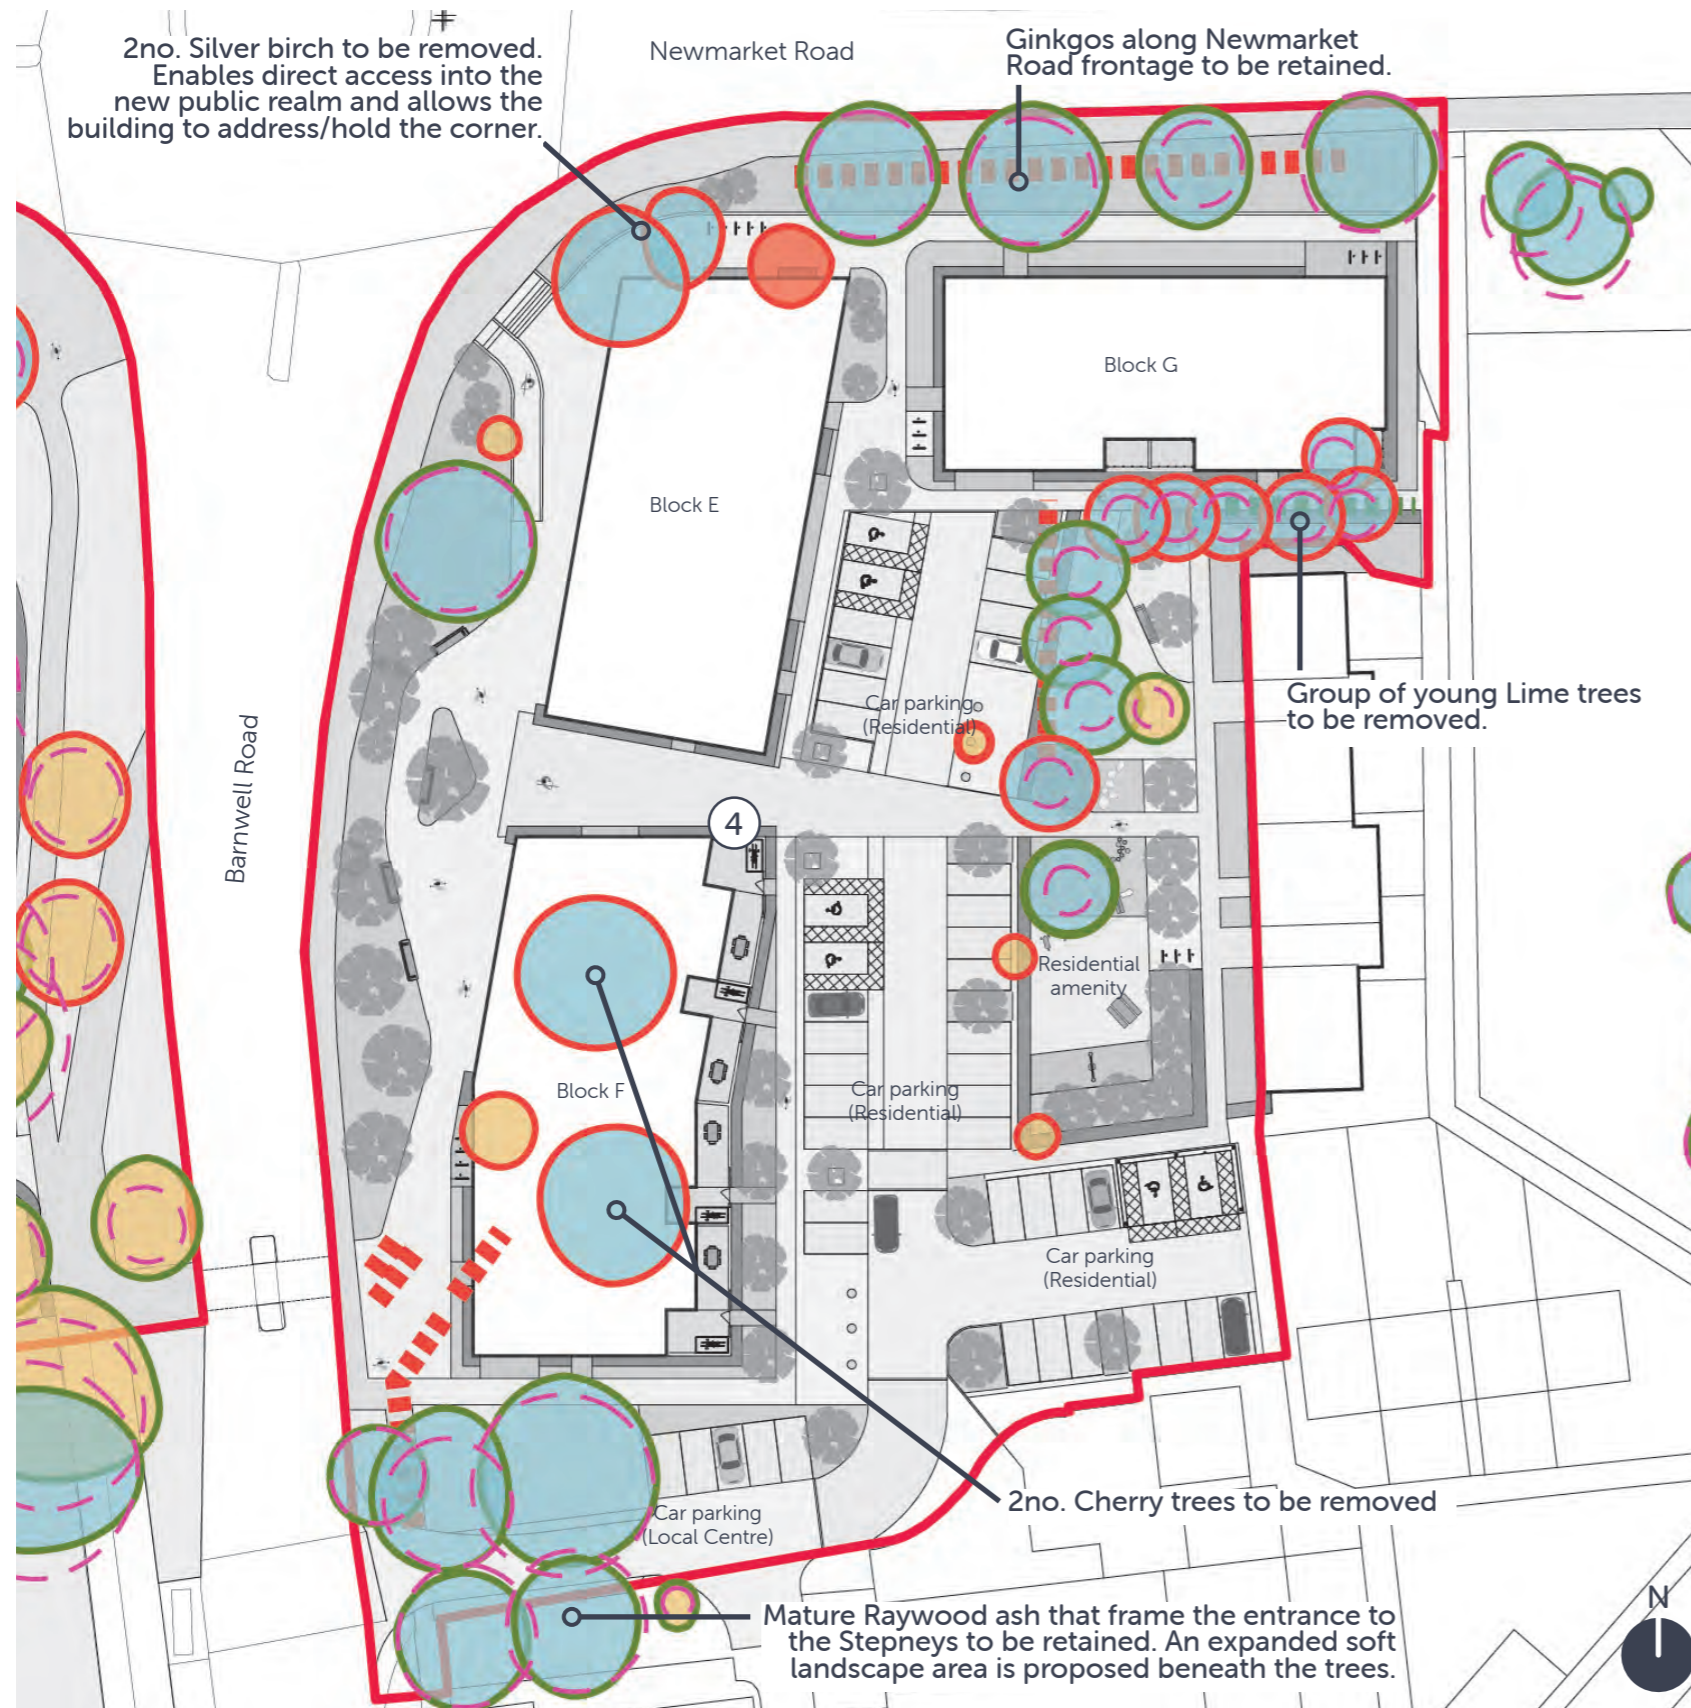 2no. Silver birch to be removed.
Enables direct access into the
new public realm and allows the
building to address/hold the corner.
Newmarket Road
Ginkgos along Newmarket
Road frontage to be retained.
Block G
Block E
Group of young Lime trees
to be removed.
Car parking
(Residential)
Barnwell Road
4
Residential
amenity
Block F
Car parking
(Residential)
Car parking
(Residential)
2no. Cherry trees to be removed
Car parking
(Local Centre)
Mature Raywood ash that frame the entrance to
the Stepneys to be retained. An expanded soft
landscape area is proposed beneath the trees.
N